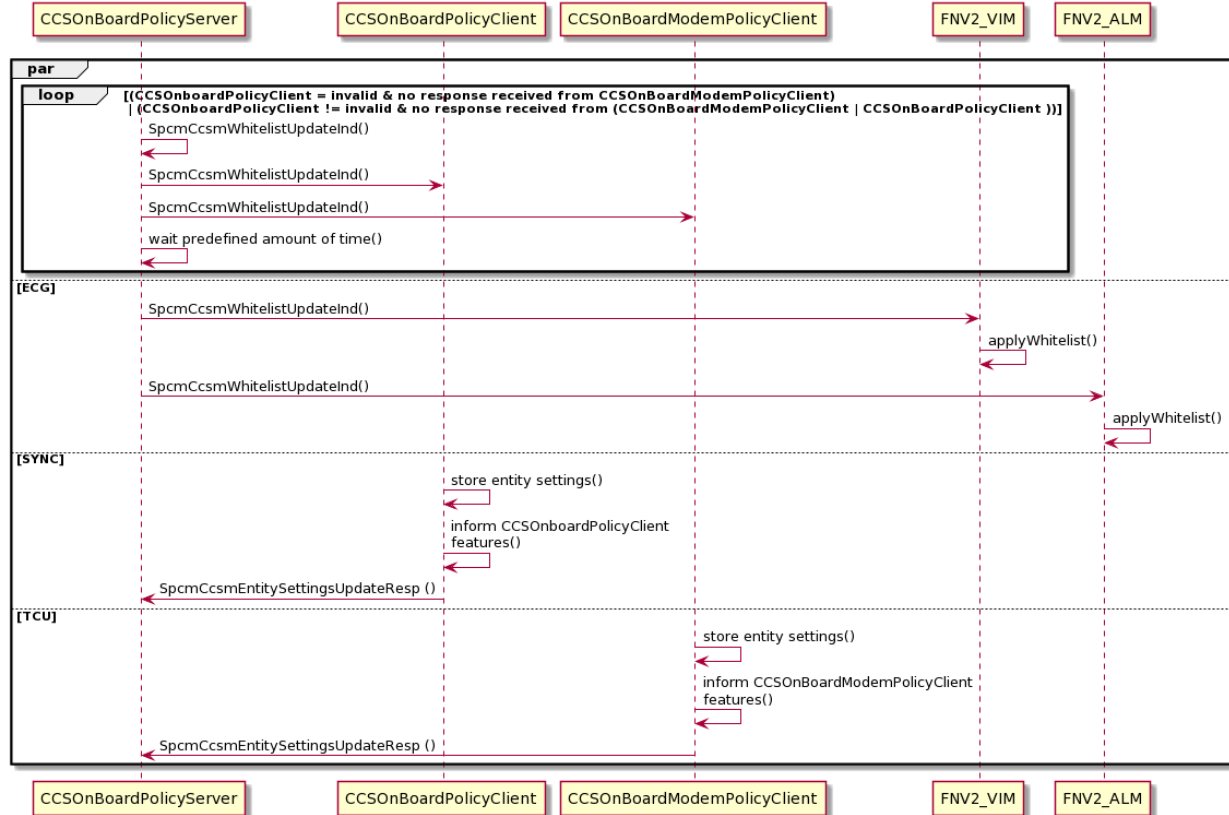 CCSOnBoardPolicyServer CCSOnBoardPolicyClient CCSOnBoardModemPolicyClient FNV2_VIM FNV2_ALM
par
loop [(CCSOnboardPolicyClient = invalid & no response received from CCSOnBoardModemPolicyClient)
| (CCSOnboardPolicyClient != invalid & no response received from (CCSOnBoardModemPolicyClient | CCSOnBoardPolicyClient ))]
SpcmCcsmWhitelistUpdateInd()
SpcmCcsmWhitelistUpdateInd()
SpcmCcsmWhitelistUpdateInd()
wait predefined amount of time()
[ECG]
SpcmCcsmWhitelistUpdateInd()
applyWhitelist()
SpcmCcsmWhitelistUpdateInd()
applyWhitelist()
[SYNC]
store entity settings()
inform CCSOnboardPolicyClient
features()
SpcmCcsmEntitySettingsUpdateResp ()
[TCU]
store entity settings()
inform CCSOnBoardModemPolicyClient
features()
SpcmCcsmEntitySettingsUpdateResp ()
CCSOnBoardPolicyServer CCSOnBoardPolicyClient CCSOnBoardModemPolicyClient FNV2_VIM FNV2_ALM